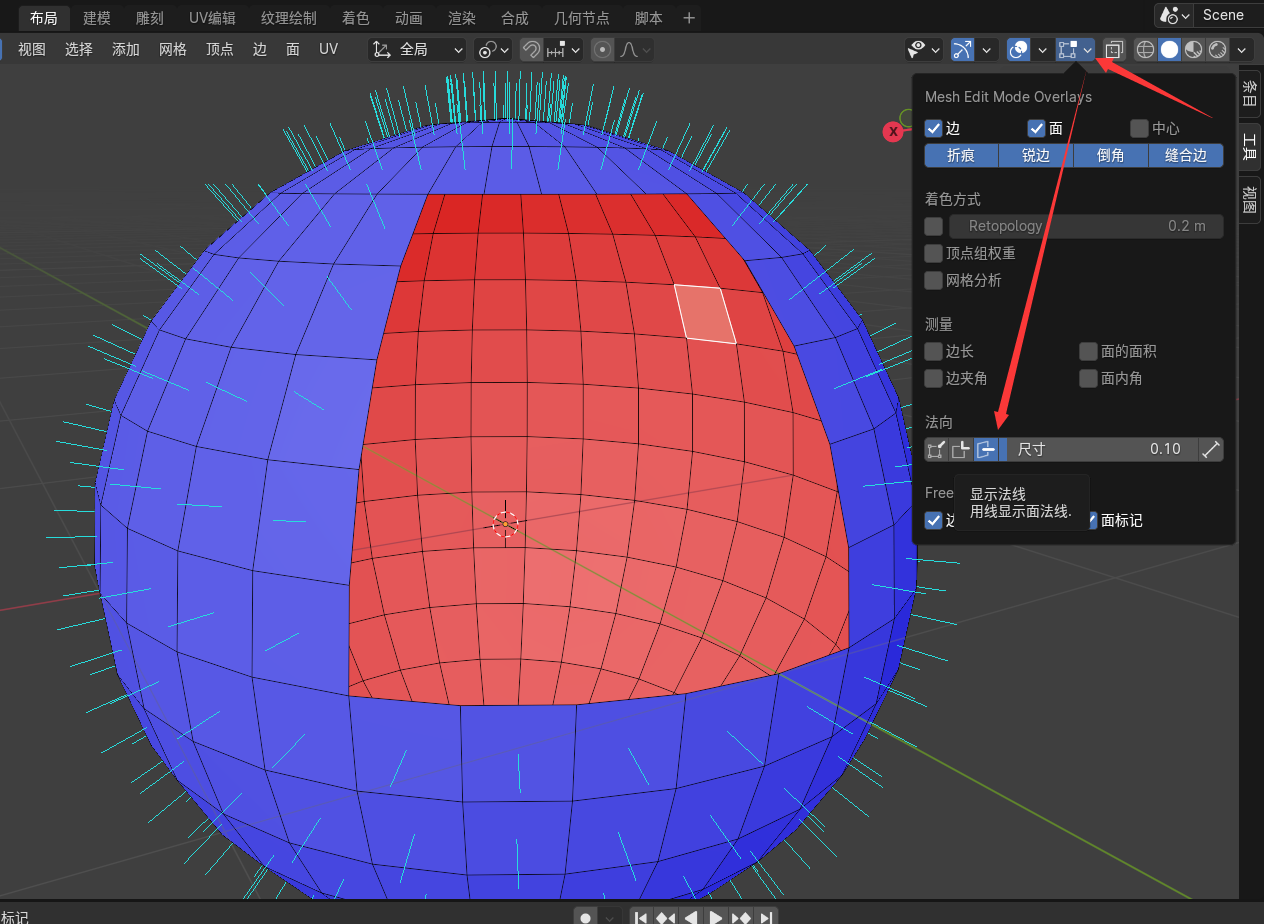 布局 建模 雕刻 UV编辑 纹理绘制 着色 动画 渲染 合成 几何节点 脚本 + Scene
视图 选择 添加 网格 顶点 边 面 UV 全局
Mesh Edit Mode Overlays
边 面 中心
折痕 锐边 倒角 缝合边
着色方式
Retopology 0.2 m
顶点组权重
网格分析
测量
边长 面的面积
边夹角 面内角
法向
尺寸 0.10
Free
显示法线
用线显示面法线.
面标记
X
条目
工具
视图
标记